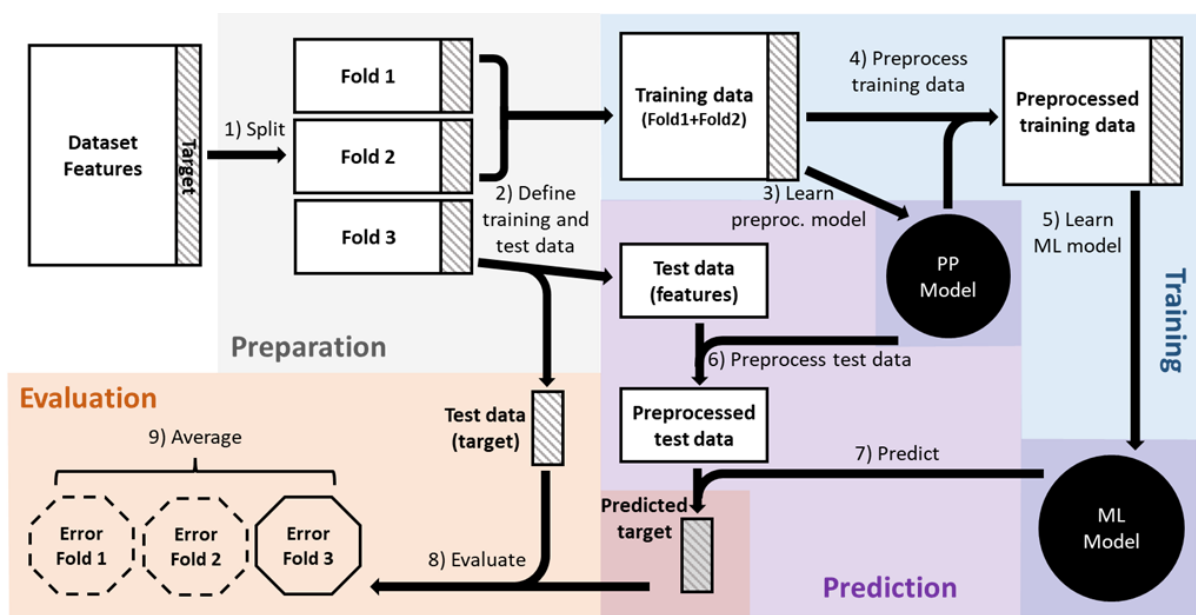 Dataset
Features
Target
1) Split
Fold 1
Fold 2
Fold 3
2) Define
training and
test data
Preparation
Training data
(Fold1+Fold2)
3) Learn
preproc. model
4) Preprocess
training data
Preprocessed
training data
PP
Model
5) Learn
ML model
Training
Test data
(features)
6) Preprocess test data
Preprocessed
test data
7) Predict
ML
Model
Predicted
target
Prediction
Evaluation
Test data
(target)
8) Evaluate
9) Average
Error
Fold 1
Error
Fold 2
Error
Fold 3